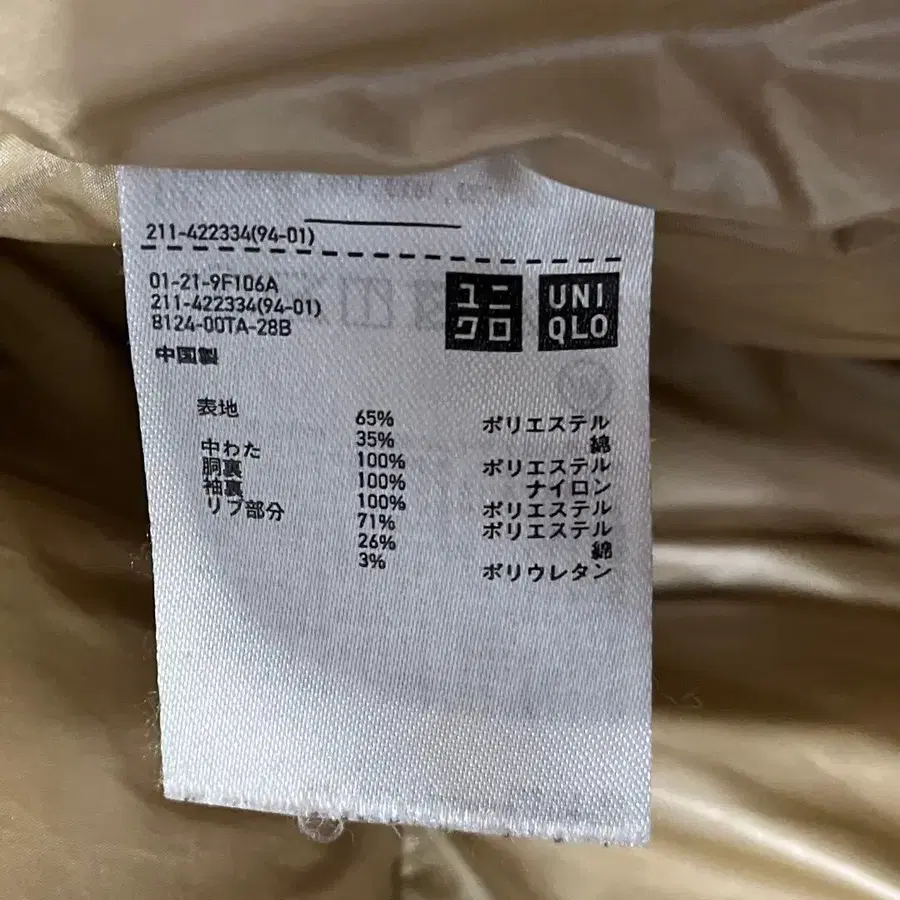 211-422334(94-01)
01-21-9F106A
211-422334(94-01)
8124-00TA-28B
中国製
ユニ
クロ
UNI
QLO
表地 65% ポリエステル
35% 綿
中わた 100% ポリエステル
胴裏 100% ナイロン
袖裏 100% ポリエステル
リブ部分 71% ポリエステル
26% 綿
3% ポリウレタン